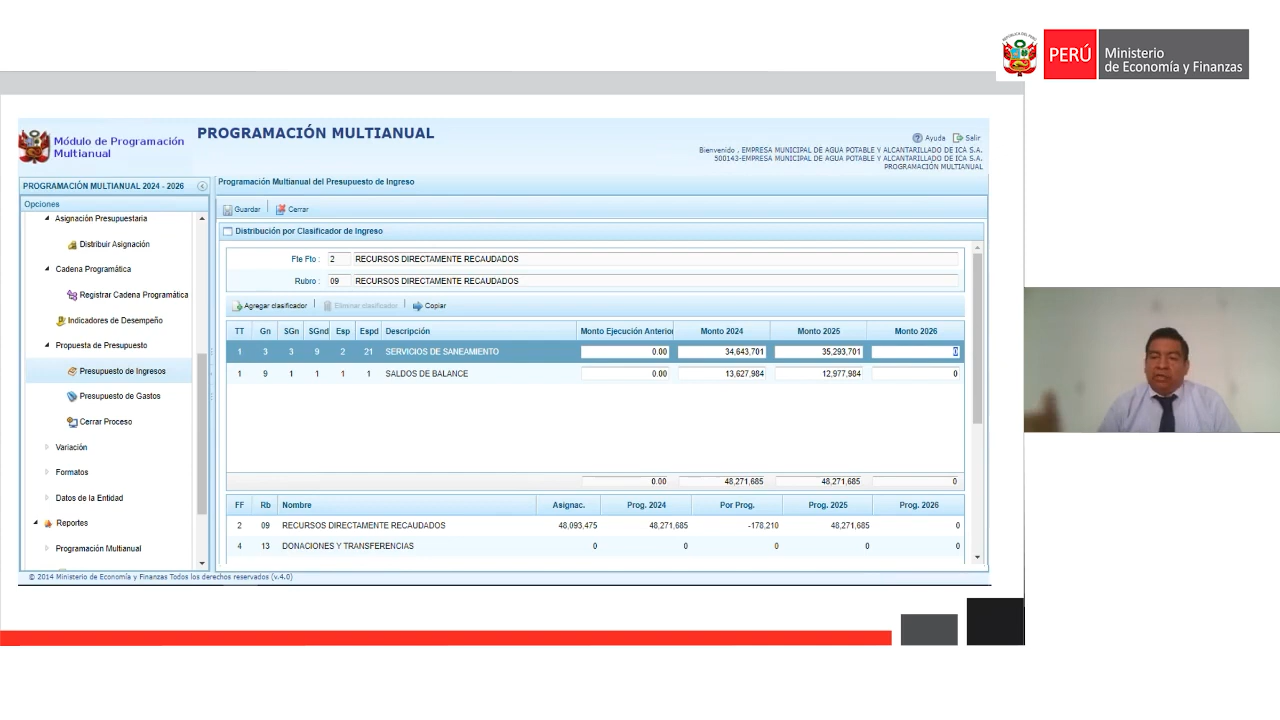 PERÚ Ministerio
de Economía y Finanzas
Módulo de Programación
Multianual
PROGRAMACIÓN MULTIANUAL
Ayuda Salir
Bienvenido , EMPRESA MUNICIPAL DE AGUA POTABLE Y ALCANTARILLADO DE ICA S.A.
500143-EMPRESA MUNICIPAL DE AGUA POTABLE Y ALCANTARILLADO DE ICA S.A.
PROGRAMACIÓN MULTIANUAL
PROGRAMACIÓN MULTIANUAL 2024 - 2026
Opciones
Asignación Presupuestaria
Distribuir Asignación
Cadena Programática
Registrar Cadena Programática
Indicadores de Desempeño
Propuesta de Presupuesto
Presupuesto de Ingresos
Presupuesto de Gastos
Cerrar Proceso
Variación
Formatos
Datos de la Entidad
Reportes
Programación Multianual
Programación Multianual del Presupuesto de Ingreso
Guardar Cerrar
Distribución por Clasificador de Ingreso
Fte Fto : 2 RECURSOS DIRECTAMENTE RECAUDADOS
Rubro : 09 RECURSOS DIRECTAMENTE RECAUDADOS
Agregar clasificador Eliminar clasificador Copiar
TT Gn SGn SGnd Esp Espd Descripción Monto Ejecución Anterior Monto 2024 Monto 2025 Monto 2026
1 3 3 9 2 21 SERVICIOS DE SANEAMIENTO 0.00 34,643,701 35,293,701 0
1 9 1 1 1 1 SALDOS DE BALANCE 0.00 13,627,984 12,977,984 0
0.00 48,271,685 48,271,685 0
FF Rb Nombre Asignac. Prog. 2024 Por Prog. Prog. 2025 Prog. 2026
2 09 RECURSOS DIRECTAMENTE RECAUDADOS 48,093,475 48,271,685 -178,210 48,271,685 0
4 13 DONACIONES Y TRANSFERENCIAS 0 0 0 0 0
© 2014 Ministerio de Economía y Finanzas Todos los derechos reservados (v.4.0)